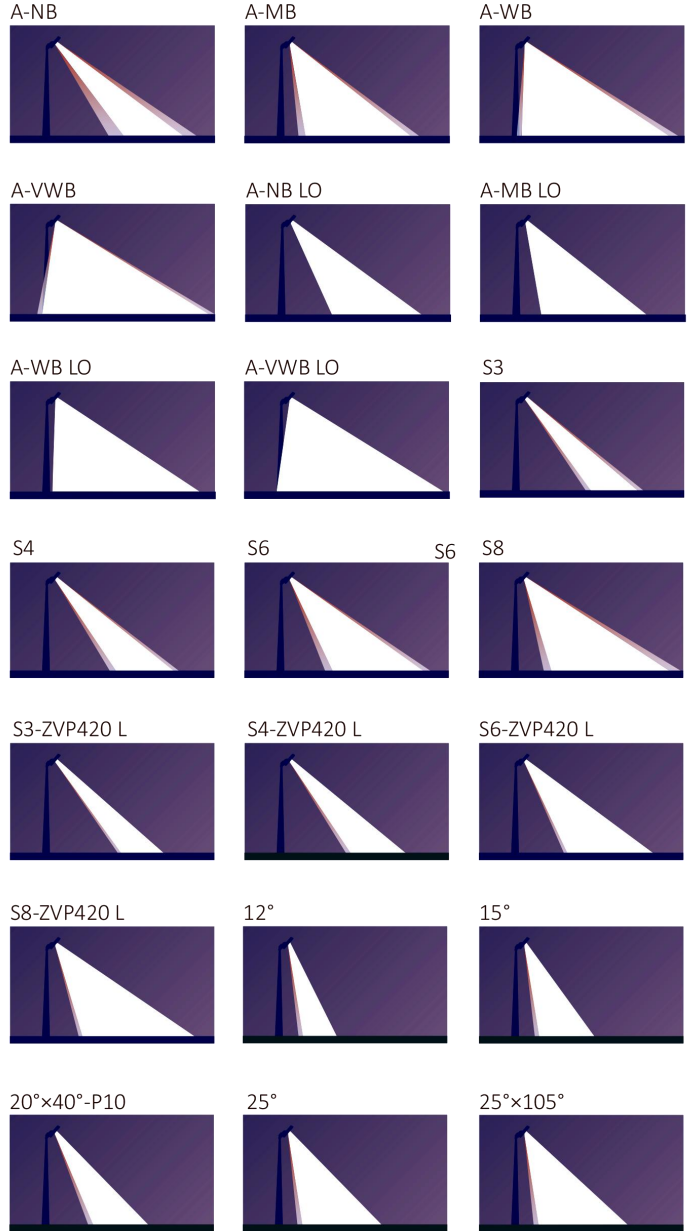 A-NB
A-MB
A-WB
A-VWB
A-NB LO
A-MB LO
A-WB LO
A-VWB LO
S3
S4
S6
S6
S8
S3-ZVP420 L
S4-ZVP420 L
S6-ZVP420 L
S8-ZVP420 L
12°
15°
20°×40°-P10
25°
25°×105°